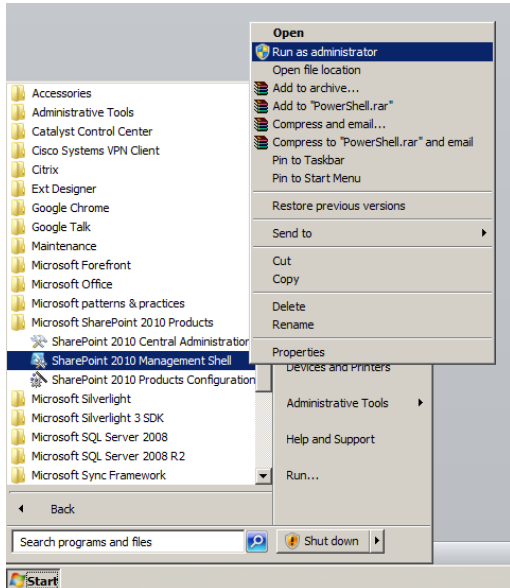 Open
Run as administrator
Open file location
Add to archive...
Add to "PowerShell.rar"
Compress and email...
Compress to "PowerShell.rar" and email
Pin to Taskbar
Pin to Start Menu
Restore previous versions
Send to
Cut
Copy
Delete
Rename
Properties
Accessories
Administrative Tools
Catalyst Control Center
Cisco Systems VPN Client
Citrix
Ext Designer
Google Chrome
Google Talk
Maintenance
Microsoft Forefront
Microsoft Office
Microsoft patterns & practices
Microsoft SharePoint 2010 Products
SharePoint 2010 Central Administration
SharePoint 2010 Management Shell
SharePoint 2010 Products Configuration
Microsoft Silverlight
Microsoft Silverlight 3 SDK
Microsoft SQL Server 2008
Microsoft SQL Server 2008 R2
Microsoft Sync Framework
Back
Search programs and files
Devices and Printers
Administrative Tools
Help and Support
Run...
Shut down
Start